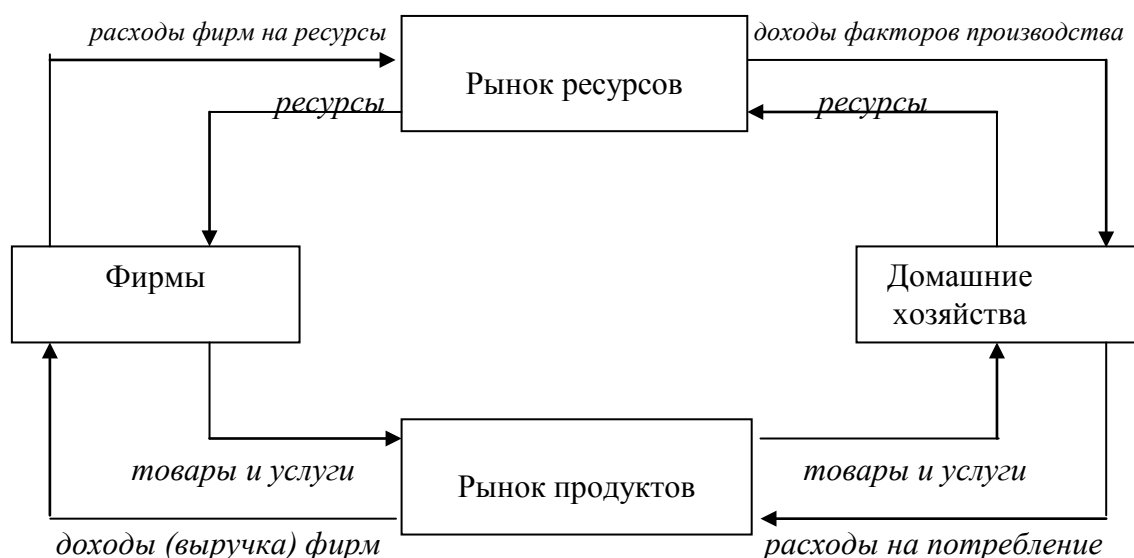 расходы фирм на ресурсы
доходы факторов производства
Рынок ресурсов
ресурсы
ресурсы
Фирмы
Домашние
хозяйства
товары и услуги
Рынок продуктов
товары и услуги
доходы (выручка) фирм
расходы на потребление